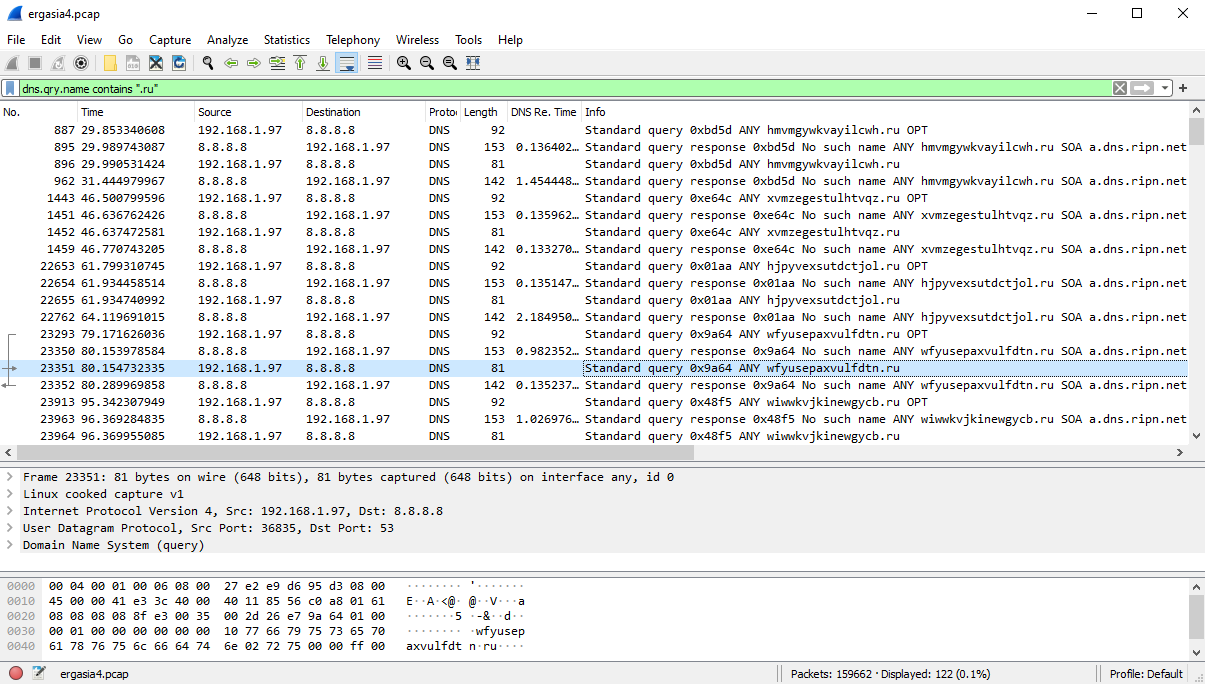 ergasia4.pcap
File Edit View Go Capture Analyze Statistics Telephony Wireless Tools Help
dns.qry.name contains ".ru"
No. Time Source Destination Protoc Length DNS Re. Time Info
887 29.853340608 192.168.1.97 8.8.8.8 DNS 92 Standard query 0xbd5d ANY hmvmgywkvayilcwh.ru OPT
895 29.989743087 8.8.8.8 192.168.1.97 DNS 153 0.136402… Standard query response 0xbd5d No such name ANY hmvmgywkvayilcwh.ru SOA a.dns.ripn.net
896 29.990531424 192.168.1.97 8.8.8.8 DNS 81 Standard query 0xbd5d ANY hmvmgywkvayilcwh.ru
962 31.444979967 8.8.8.8 192.168.1.97 DNS 142 1.454448… Standard query response 0xbd5d No such name ANY hmvmgywkvayilcwh.ru SOA a.dns.ripn.net
1443 46.500799596 192.168.1.97 8.8.8.8 DNS 92 Standard query 0xe64c ANY xvmzegestulhtvqz.ru OPT
1451 46.636762426 8.8.8.8 192.168.1.97 DNS 153 0.135962… Standard query response 0xe64c No such name ANY xvmzegestulhtvqz.ru SOA a.dns.ripn.net
1452 46.637472581 192.168.1.97 8.8.8.8 DNS 81 Standard query 0xe64c ANY xvmzegestulhtvqz.ru
1459 46.770743205 8.8.8.8 192.168.1.97 DNS 142 0.133270… Standard query response 0xe64c No such name ANY xvmzegestulhtvqz.ru SOA a.dns.ripn.net
22653 61.799310745 192.168.1.97 8.8.8.8 DNS 92 Standard query 0x01aa ANY hjpyvexsutdctjol.ru OPT
22654 61.934458514 8.8.8.8 192.168.1.97 DNS 153 0.135147… Standard query response 0x01aa No such name ANY hjpyvexsutdctjol.ru SOA a.dns.ripn.net
22655 61.934740992 192.168.1.97 8.8.8.8 DNS 81 Standard query 0x01aa ANY hjpyvexsutdctjol.ru
22762 64.119691015 8.8.8.8 192.168.1.97 DNS 142 2.184950… Standard query response 0x01aa No such name ANY hjpyvexsutdctjol.ru SOA a.dns.ripn.net
23293 79.171626036 192.168.1.97 8.8.8.8 DNS 92 Standard query 0x9a64 ANY wfyusepaxvulfdtn.ru OPT
23350 80.153978584 8.8.8.8 192.168.1.97 DNS 153 0.982352… Standard query response 0x9a64 No such name ANY wfyusepaxvulfdtn.ru SOA a.dns.ripn.net
23351 80.154732335 192.168.1.97 8.8.8.8 DNS 81 Standard query 0x9a64 ANY wfyusepaxvulfdtn.ru
23352 80.289969858 8.8.8.8 192.168.1.97 DNS 142 0.135237… Standard query response 0x9a64 No such name ANY wfyusepaxvulfdtn.ru SOA a.dns.ripn.net
23913 95.342307949 192.168.1.97 8.8.8.8 DNS 92 Standard query 0x48f5 ANY wiwwkvjkinewgycb.ru OPT
23963 96.369284835 8.8.8.8 192.168.1.97 DNS 153 1.026976… Standard query response 0x48f5 No such name ANY wiwwkvjkinewgycb.ru SOA a.dns.ripn.net
23964 96.369955085 192.168.1.97 8.8.8.8 DNS 81 Standard query 0x48f5 ANY wiwwkvjkinewgycb.ru
Frame 23351: 81 bytes on wire (648 bits), 81 bytes captured (648 bits) on interface any, id 0
Linux cooked capture v1
Internet Protocol Version 4, Src: 192.168.1.97, Dst: 8.8.8.8
User Datagram Protocol, Src Port: 36835, Dst Port: 53
Domain Name System (query)
0000 00 04 00 01 00 06 08 00 27 e2 e9 d6 95 d3 08 00 ········ '·······
0010 45 00 00 41 e3 3c 40 00 40 11 85 56 c0 a8 01 61 E··A·<@· @··V···a
0020 08 08 08 08 8f e3 00 35 00 2d 26 e7 9a 64 01 00 ·······5 ·-&··d··
0030 00 01 00 00 00 00 00 00 10 77 66 79 75 73 65 70 ········ ·wfyusep
0040 61 78 76 75 6c 66 64 74 6e 02 72 75 00 00 ff 00 axvulfdt n·ru····
ergasia4.pcap Packets: 159662 · Displayed: 122 (0.1%) Profile: Default